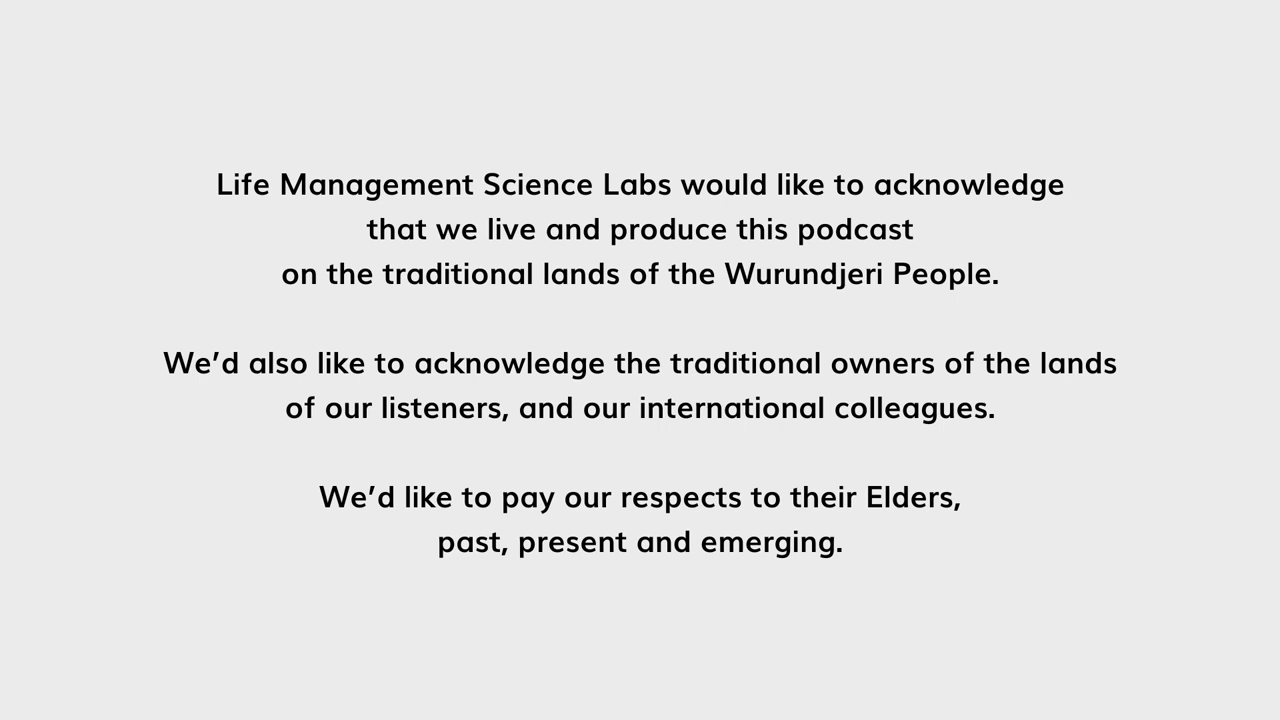 Life Management Science Labs would like to acknowledge
that we live and produce this podcast
on the traditional lands of the Wurundjeri People.
We’d also like to acknowledge the traditional owners of the lands
of our listeners, and our international colleagues.
We’d like to pay our respects to their Elders,
past, present and emerging.